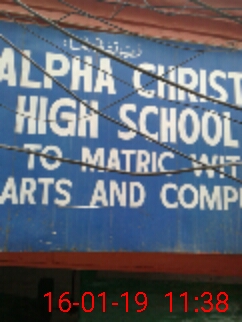 ALPHA CHRIST
HIGH SCHOOL
TO MATRIC WIT
ARTS AND COMP
16-01-19 11:38